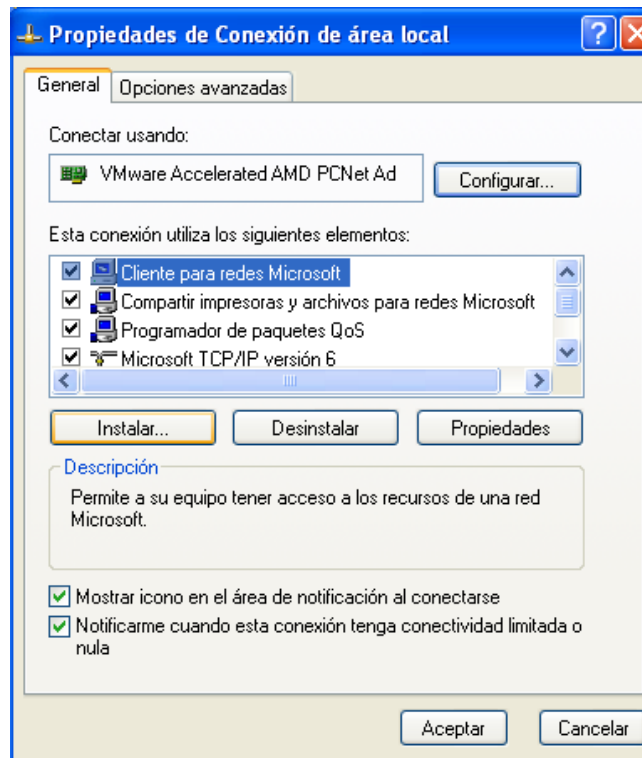 Propiedades de Conexión de área local
General
Opciones avanzadas
Conectar usando:
VMware Accelerated AMD PCNet Ad
Configurar...
Esta conexión utiliza los siguientes elementos:
Cliente para redes Microsoft
Compartir impresoras y archivos para redes Microsoft
Programador de paquetes QoS
Microsoft TCP/IP versión 6
Instalar...
Desinstalar
Propiedades
Descripción
Permite a su equipo tener acceso a los recursos de una red
Microsoft.
Mostrar icono en el área de notificación al conectarse
Notificarme cuando esta conexión tenga conectividad limitada o
nula
Aceptar
Cancelar